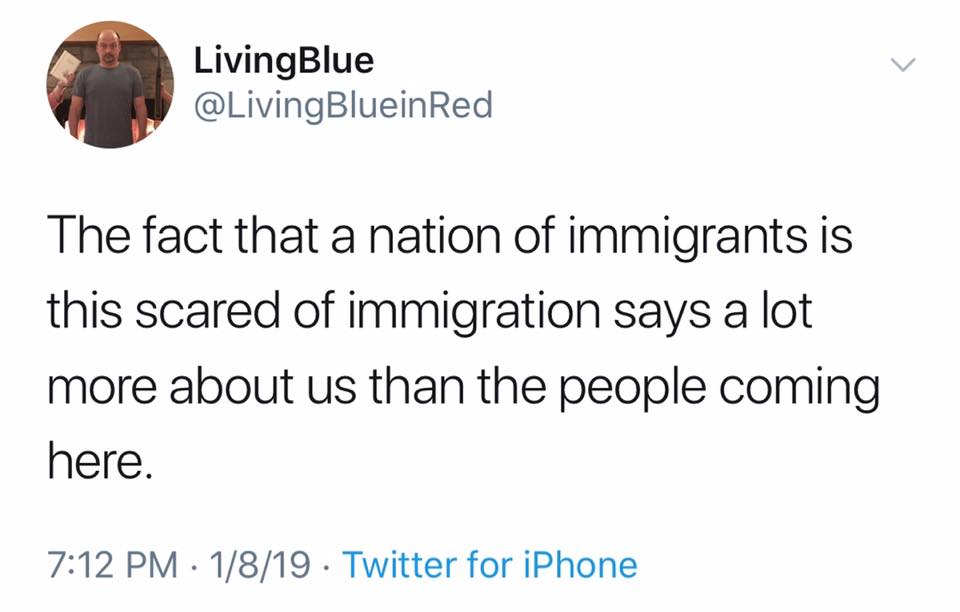 LivingBlue
@LivingBlueinRed
The fact that a nation of immigrants is
this scared of immigration says a lot
more about us than the people coming
here.
7:12 PM · 1/8/19 · Twitter for iPhone